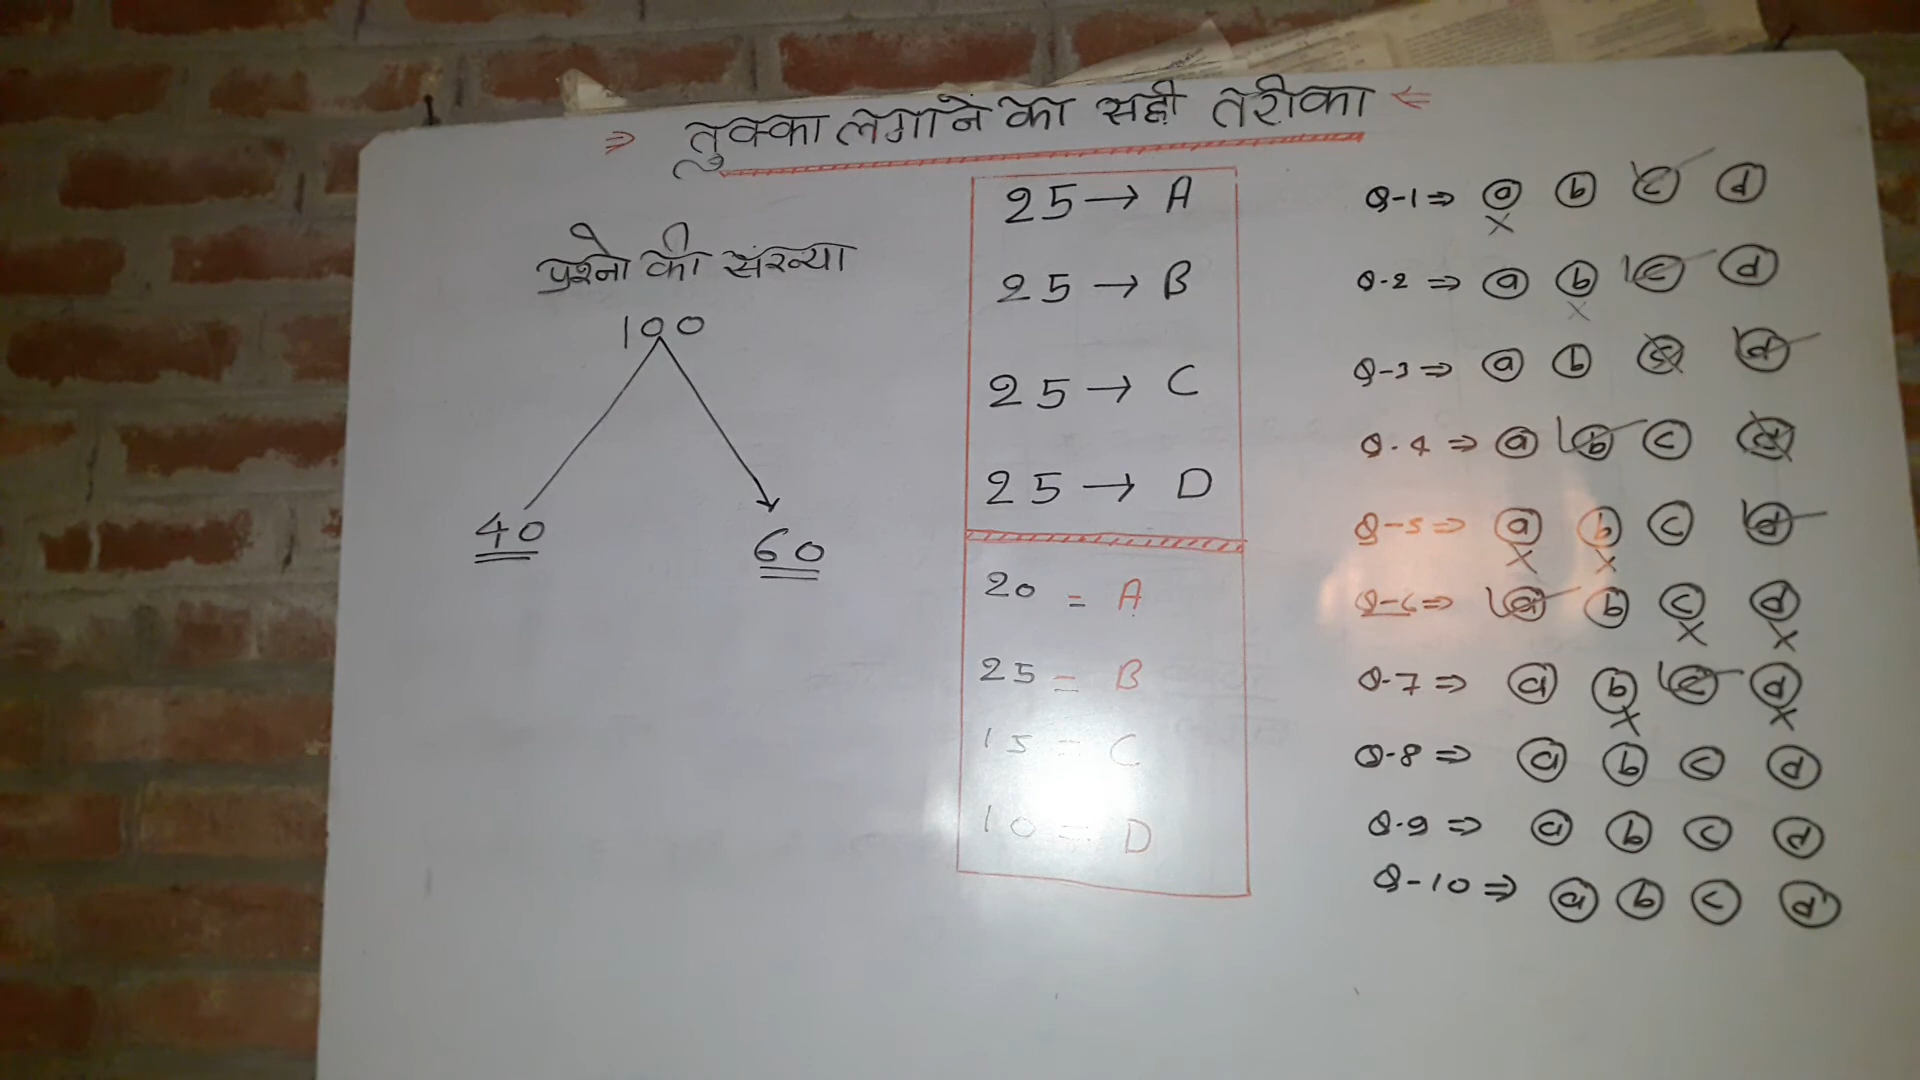 ⇒ तुक्का लगाने का सही तरीका ⇐
प्रश्नो की संख्या
100
40 60
25 → A
25 → B
25 → C
25 → D
20 = A
25 = B
15 = C
10 = D
Q-1 ⇒ a b c d
Q-2 ⇒ a b c d
Q-3 ⇒ a b c d
Q-4 ⇒ a b c d
Q-5 ⇒ a b c d
Q-6 ⇒ a b c d
Q-7 ⇒ a b c d
Q-8 ⇒ a b c d
Q-9 ⇒ a b c d
Q-10 ⇒ a b c d